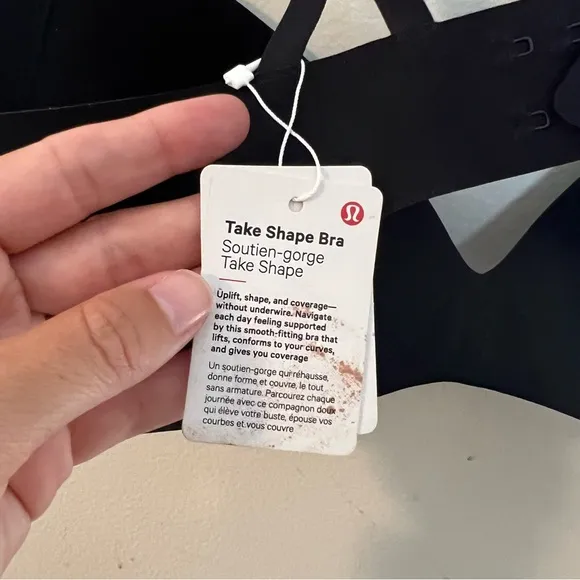 Take Shape Bra
Soutien-gorge
Take Shape
Uplift, shape, and coverage—
without underwire. Navigate
each day feeling supported
by this smooth-fitting bra that
lifts, conforms to your curves,
and gives you coverage
Un soutien-gorge qui réhausse,
donne forme et couvre, le tout
sans armature. Parcourez chaque
journée avec ce compagnon doux
qui élève votre buste, épouse vos
courbes et vous couvre